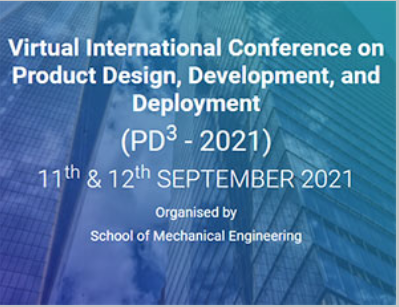 Virtual International Conference on
Product Design, Development, and
Deployment
(PD³ - 2021)
11th & 12th SEPTEMBER 2021
Organised by
School of Mechanical Engineering